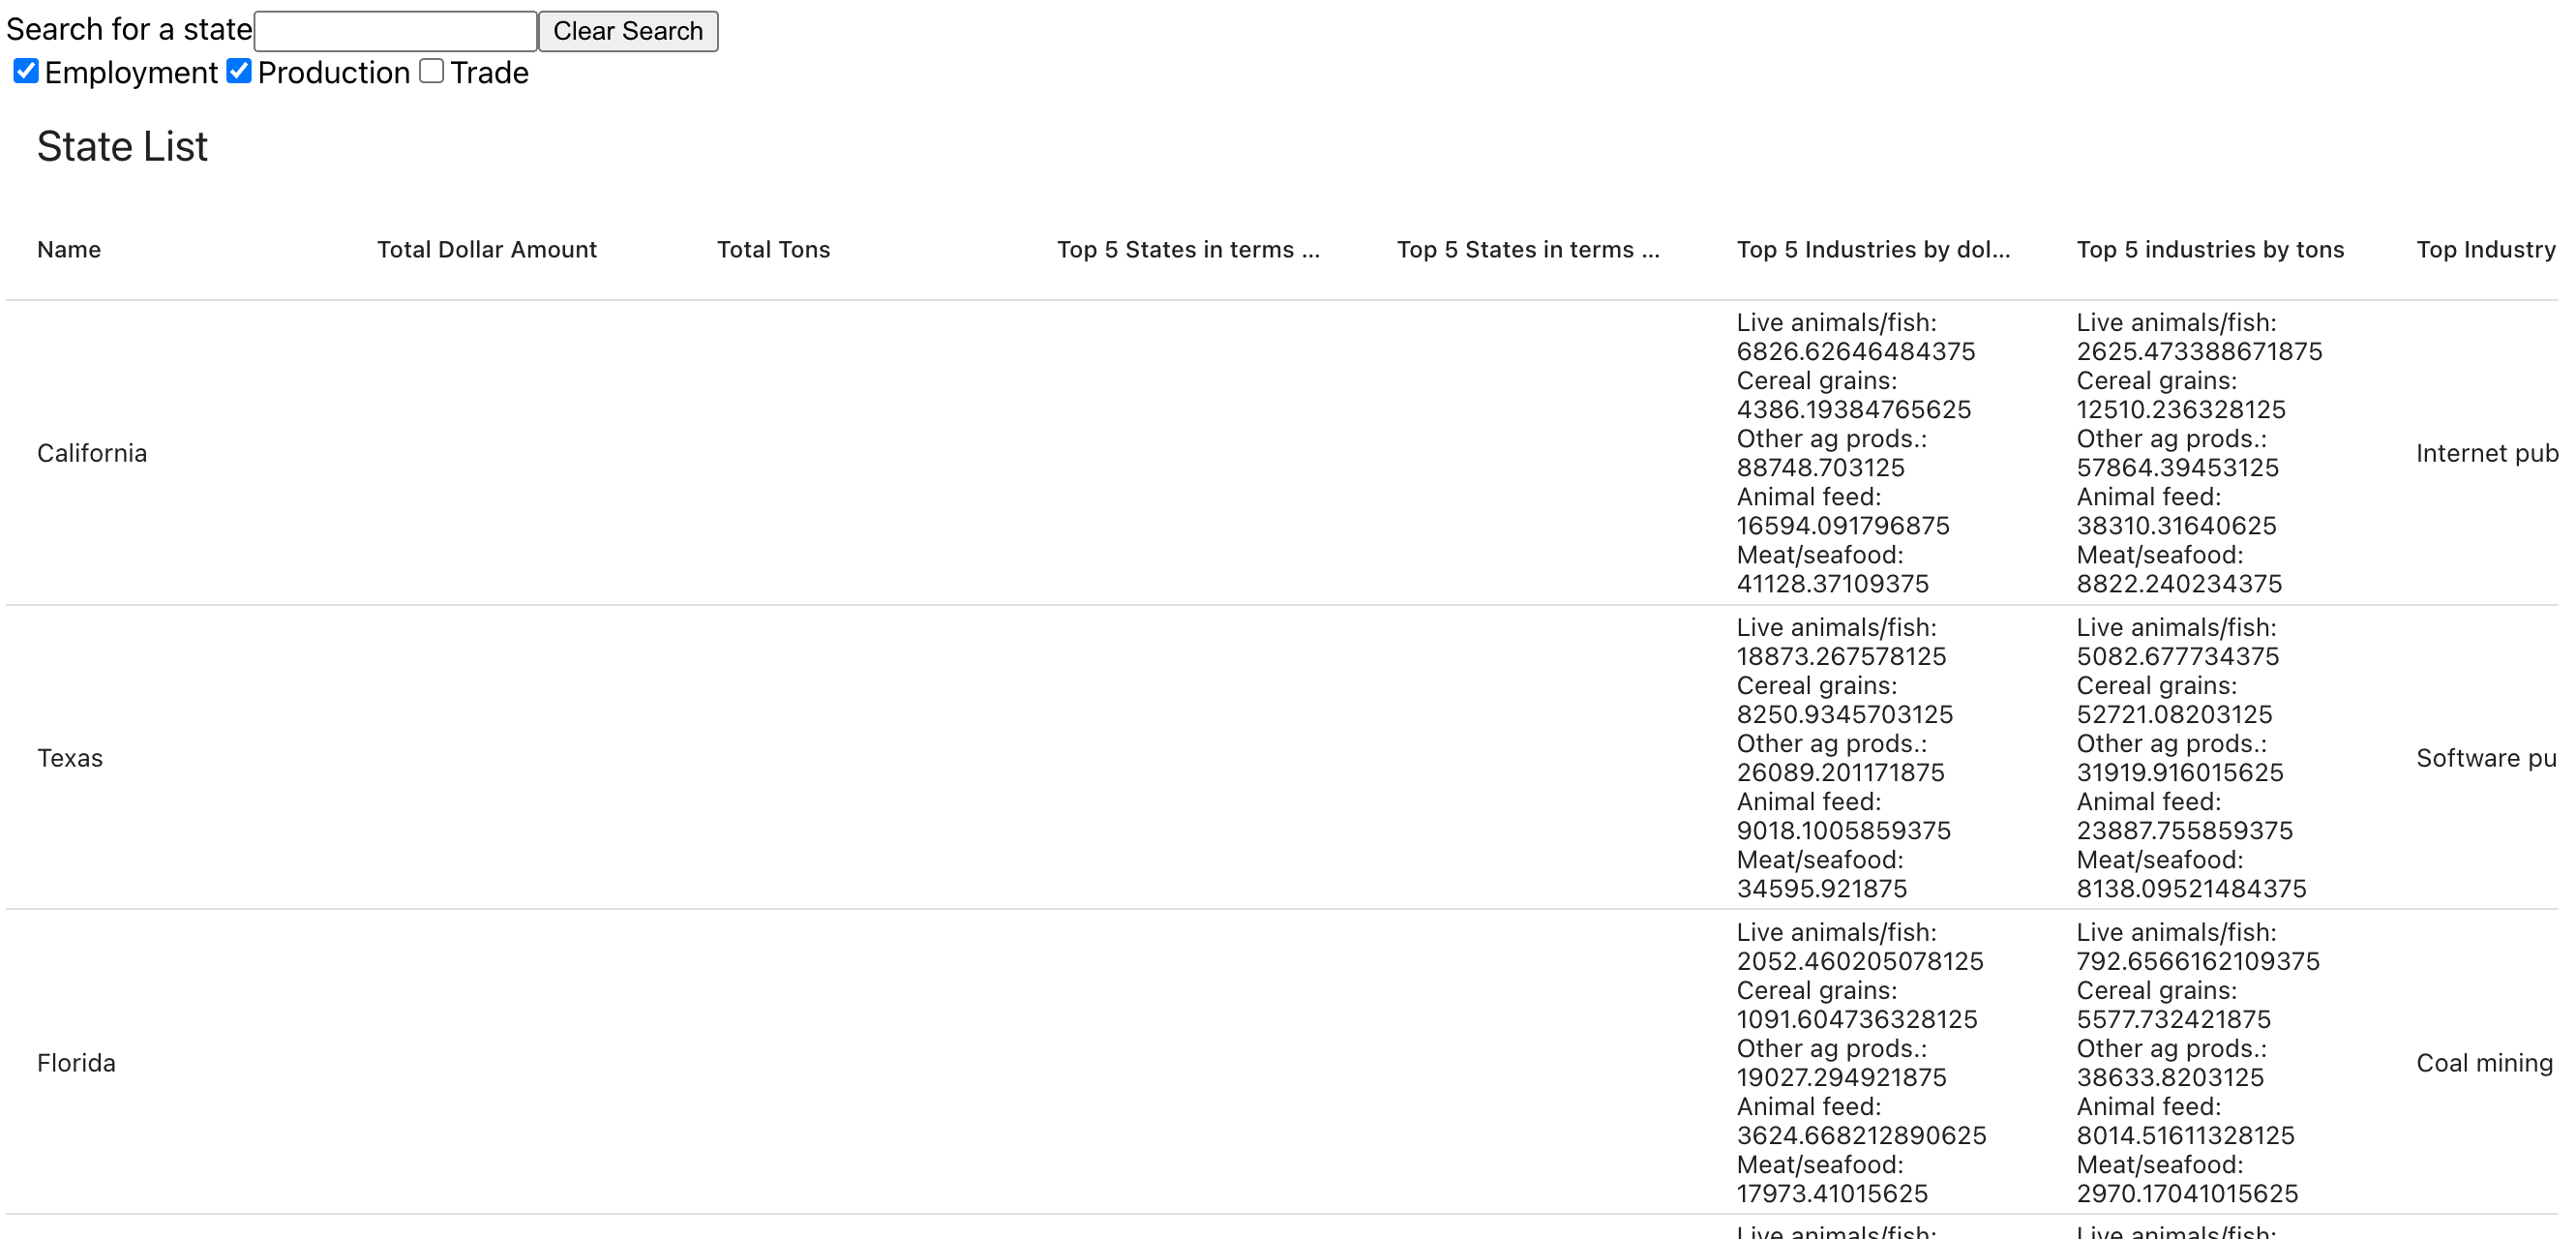 Search for a state Clear Search
Employment Production Trade
State List
Name Total Dollar Amount Total Tons Top 5 States in terms ... Top 5 States in terms ... Top 5 Industries by dol... Top 5 industries by tons Top Industry
California
Live animals/fish:
6826.62646484375
Cereal grains:
4386.19384765625
Other ag prods.:
88748.703125
Animal feed:
16594.091796875
Meat/seafood:
41128.37109375
Live animals/fish:
2625.473388671875
Cereal grains:
12510.236328125
Other ag prods.:
57864.39453125
Animal feed:
38310.31640625
Meat/seafood:
8822.240234375
Internet pub
Texas
Live animals/fish:
18873.267578125
Cereal grains:
8250.9345703125
Other ag prods.:
26089.201171875
Animal feed:
9018.1005859375
Meat/seafood:
34595.921875
Live animals/fish:
5082.677734375
Cereal grains:
52721.08203125
Other ag prods.:
31919.916015625
Animal feed:
23887.755859375
Meat/seafood:
8138.09521484375
Software pu
Florida
Live animals/fish:
2052.460205078125
Cereal grains:
1091.604736328125
Other ag prods.:
19027.294921875
Animal feed:
3624.668212890625
Meat/seafood:
17973.41015625
Live animals/fish:
792.6566162109375
Cereal grains:
5577.732421875
Other ag prods.:
38633.8203125
Animal feed:
8014.51611328125
Meat/seafood:
2970.17041015625
Coal mining
Live animals/fish:
Live animals/fish: